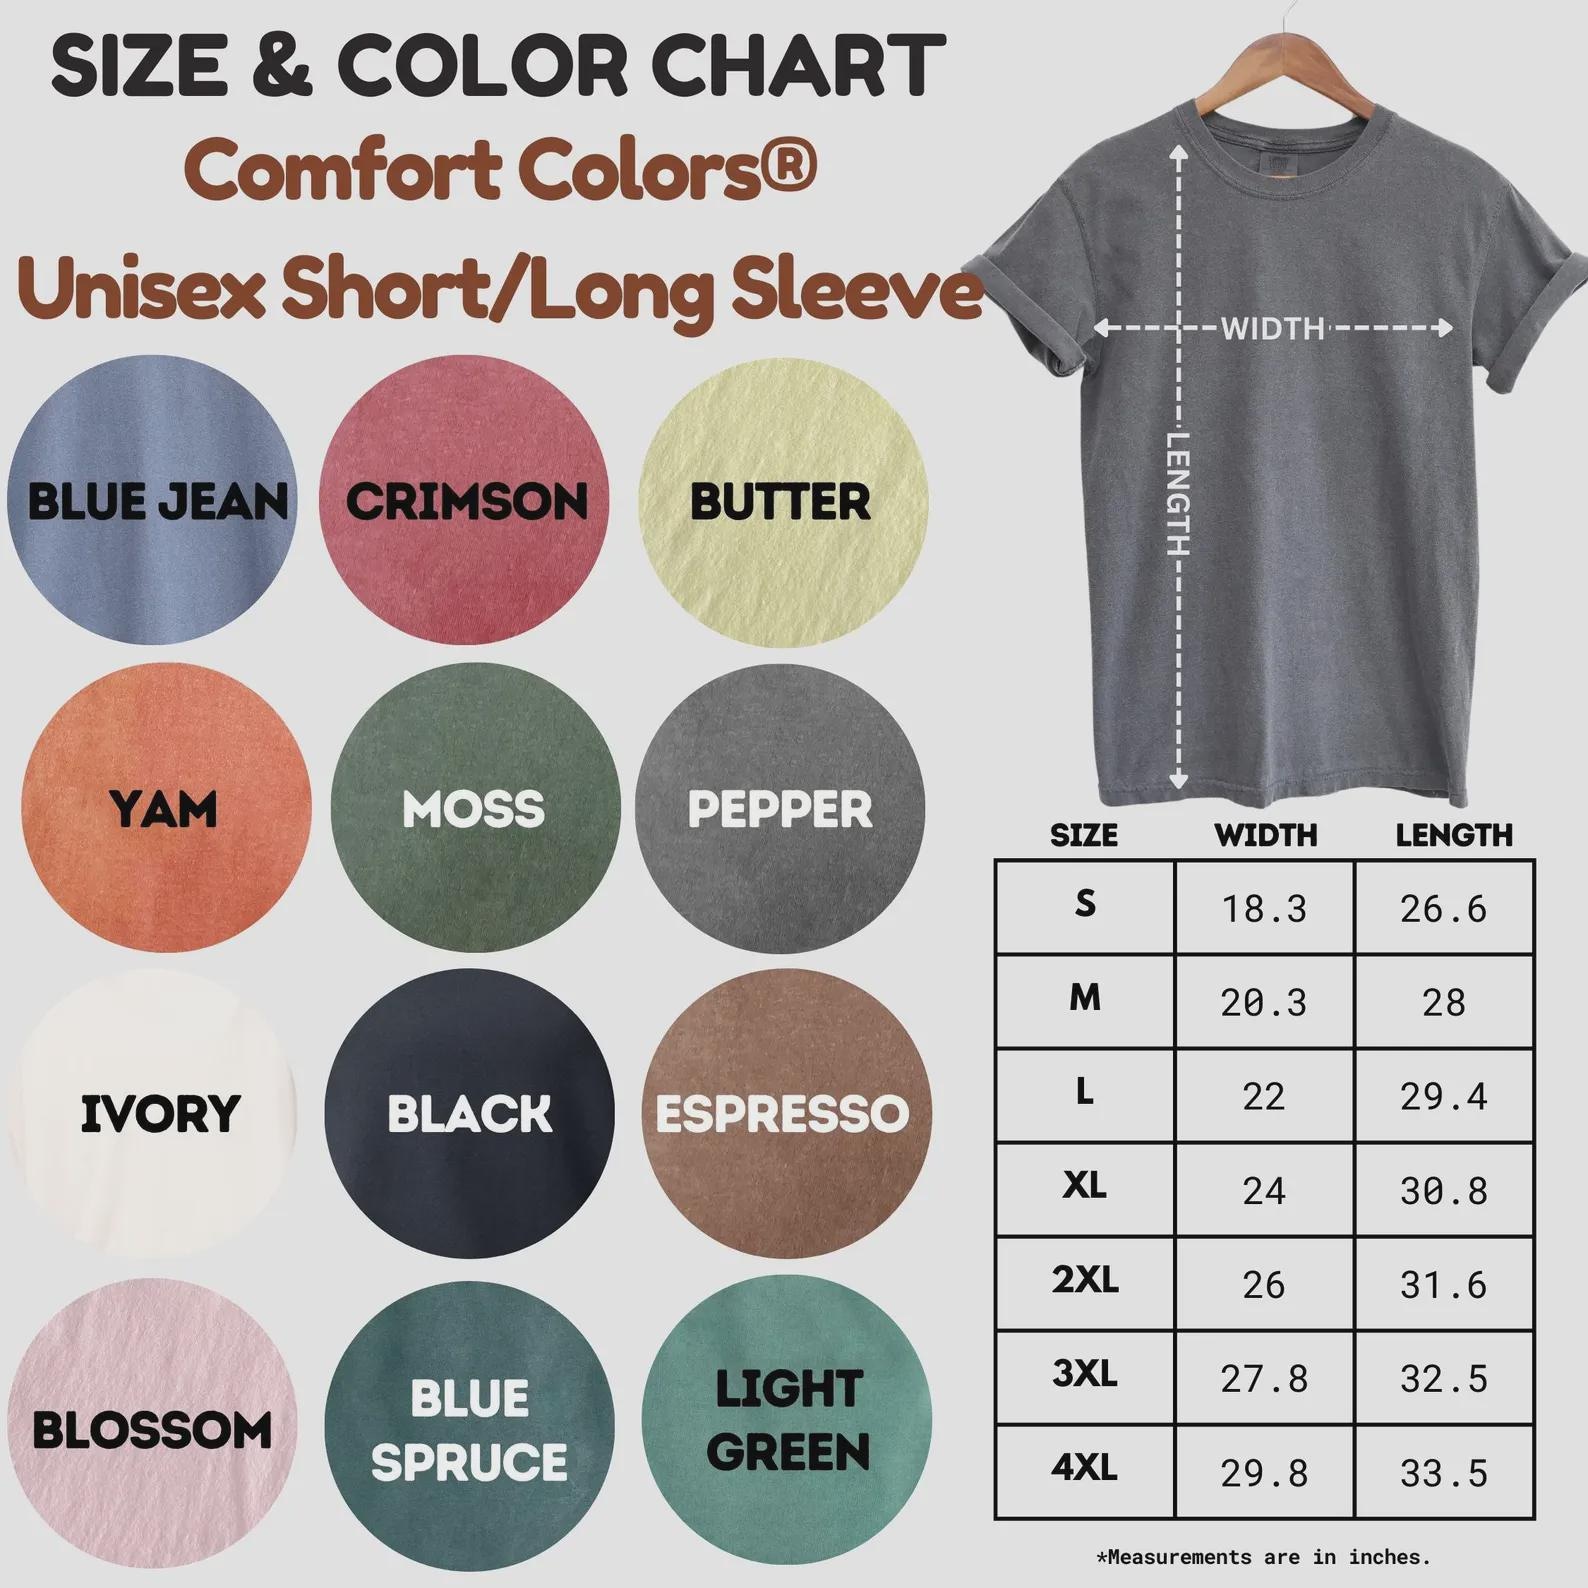 SIZE & COLOR CHART
Comfort Colors®
Unisex Short/Long Sleeve
BLUE JEAN
CRIMSON
BUTTER
YAM
MOSS
PEPPER
IVORY
BLACK
ESPRESSO
BLOSSOM
BLUE
SPRUCE
LIGHT
GREEN
WIDTH
LENGTH
SIZE WIDTH LENGTH
S 18.3 26.6
M 20.3 28
L 22 29.4
XL 24 30.8
2XL 26 31.6
3XL 27.8 32.5
4XL 29.8 33.5
*Measurements are in inches.